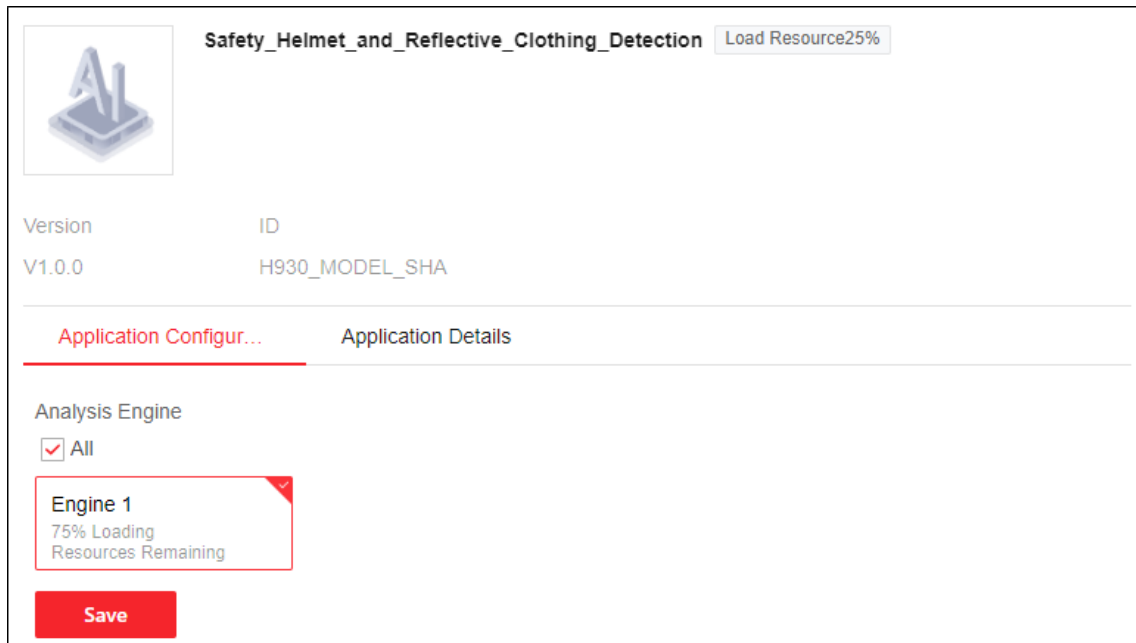 AI
Safety_Helmet_and_Reflective_Clothing_Detection Load Resource25%
Version ID
V1.0.0 H930_MODEL_SHA
Application Configur... Application Details
Analysis Engine
All
Engine 1
75% Loading
Resources Remaining
Save